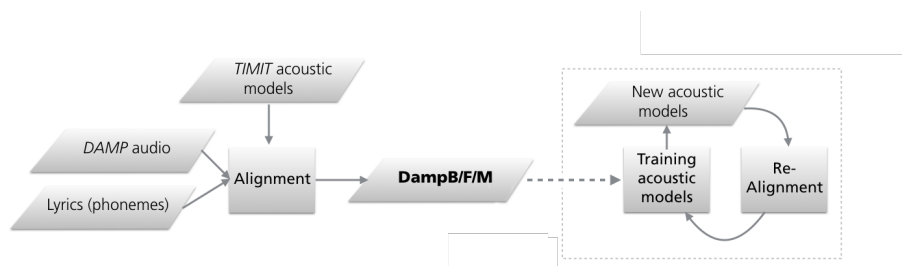 TIMIT acoustic
models
DAMP audio
Lyrics (phonemes)
Alignment
DampB/F/M
New acoustic
models
Training
acoustic
models
Re-
Alignment